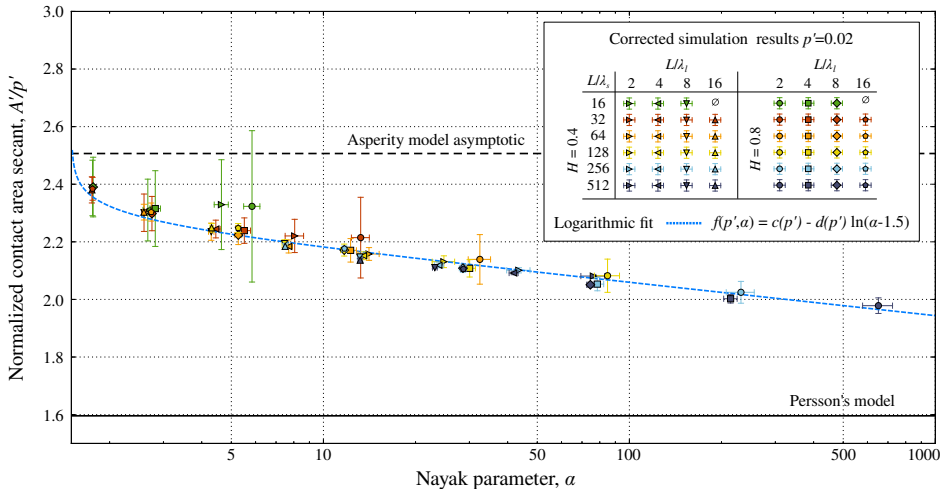 3.0
2.8
2.6
2.4
2.2
2.0
1.8
1.6
Normalized contact area secant, A'/p'
Corrected simulation results p'=0.02
L/λl L/λl
L/λs 2 4 8 16 2 4 8 16
16 ∅ ∅
32
64
128
256
512
H = 0.4
H = 0.8
Logarithmic fit f(p',α) = c(p') - d(p') ln(α-1.5)
Asperity model asymptotic
Persson's model
5 10 50 100 500 1000
Nayak parameter, α